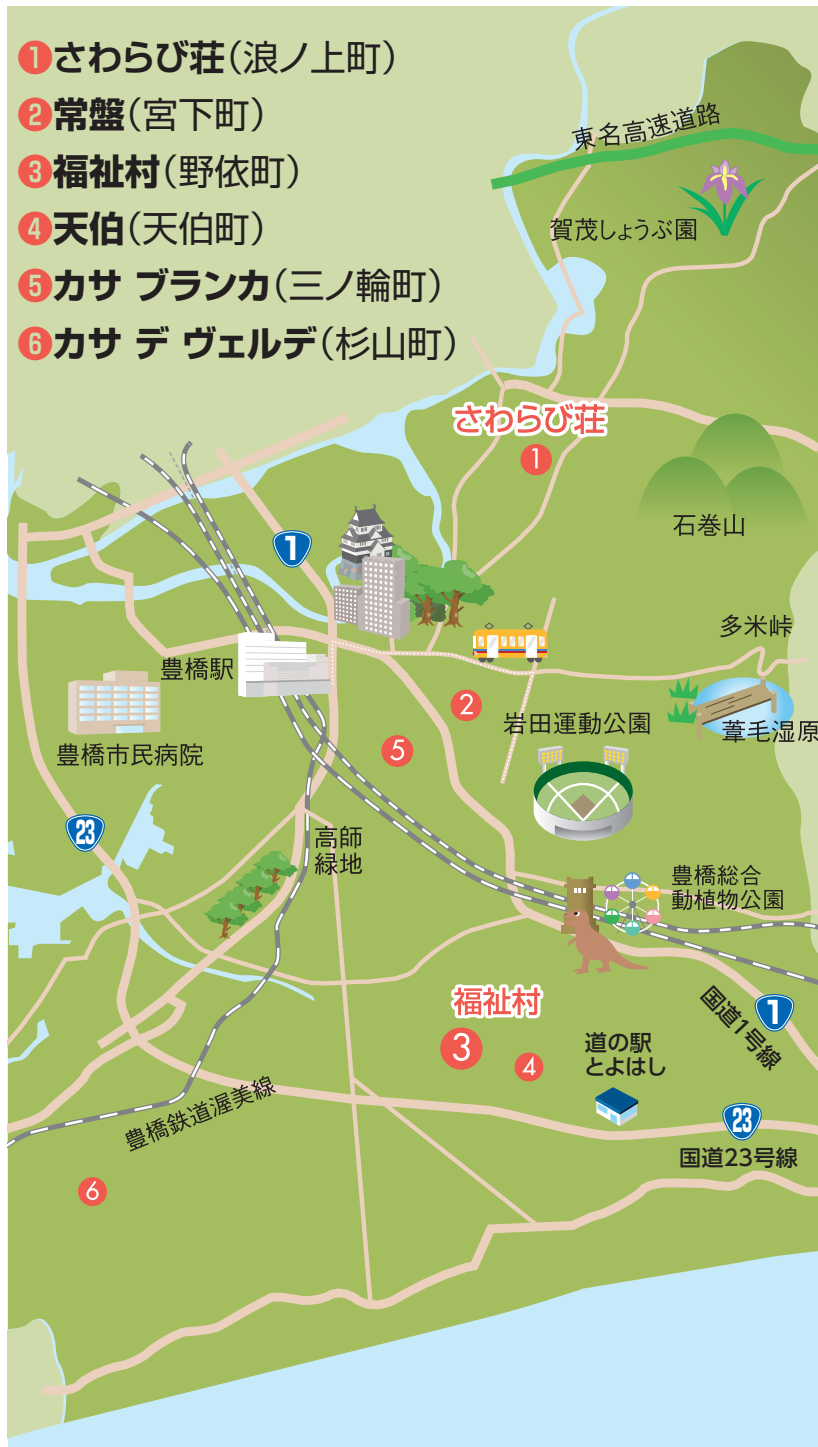 ❶さわらび荘(浪ノ上町)
❷常盤(宮下町)
❸福祉村(野依町)
❹天伯(天伯町)
❺カサ ブランカ(三ノ輪町)
❻カサ デ ヴェルデ(杉山町)
東名高速道路
賀茂しょうぶ園
さわらび荘
1
石巻山
1
多米峠
豊橋駅
2
岩田運動公園
葦毛湿原
豊橋市民病院
5
23
高師
緑地
豊橋総合
動植物公園
福祉村
3
4
国道1号線
1
道の駅
とよはし
豊橋鉄道渥美線
23
国道23号線
6